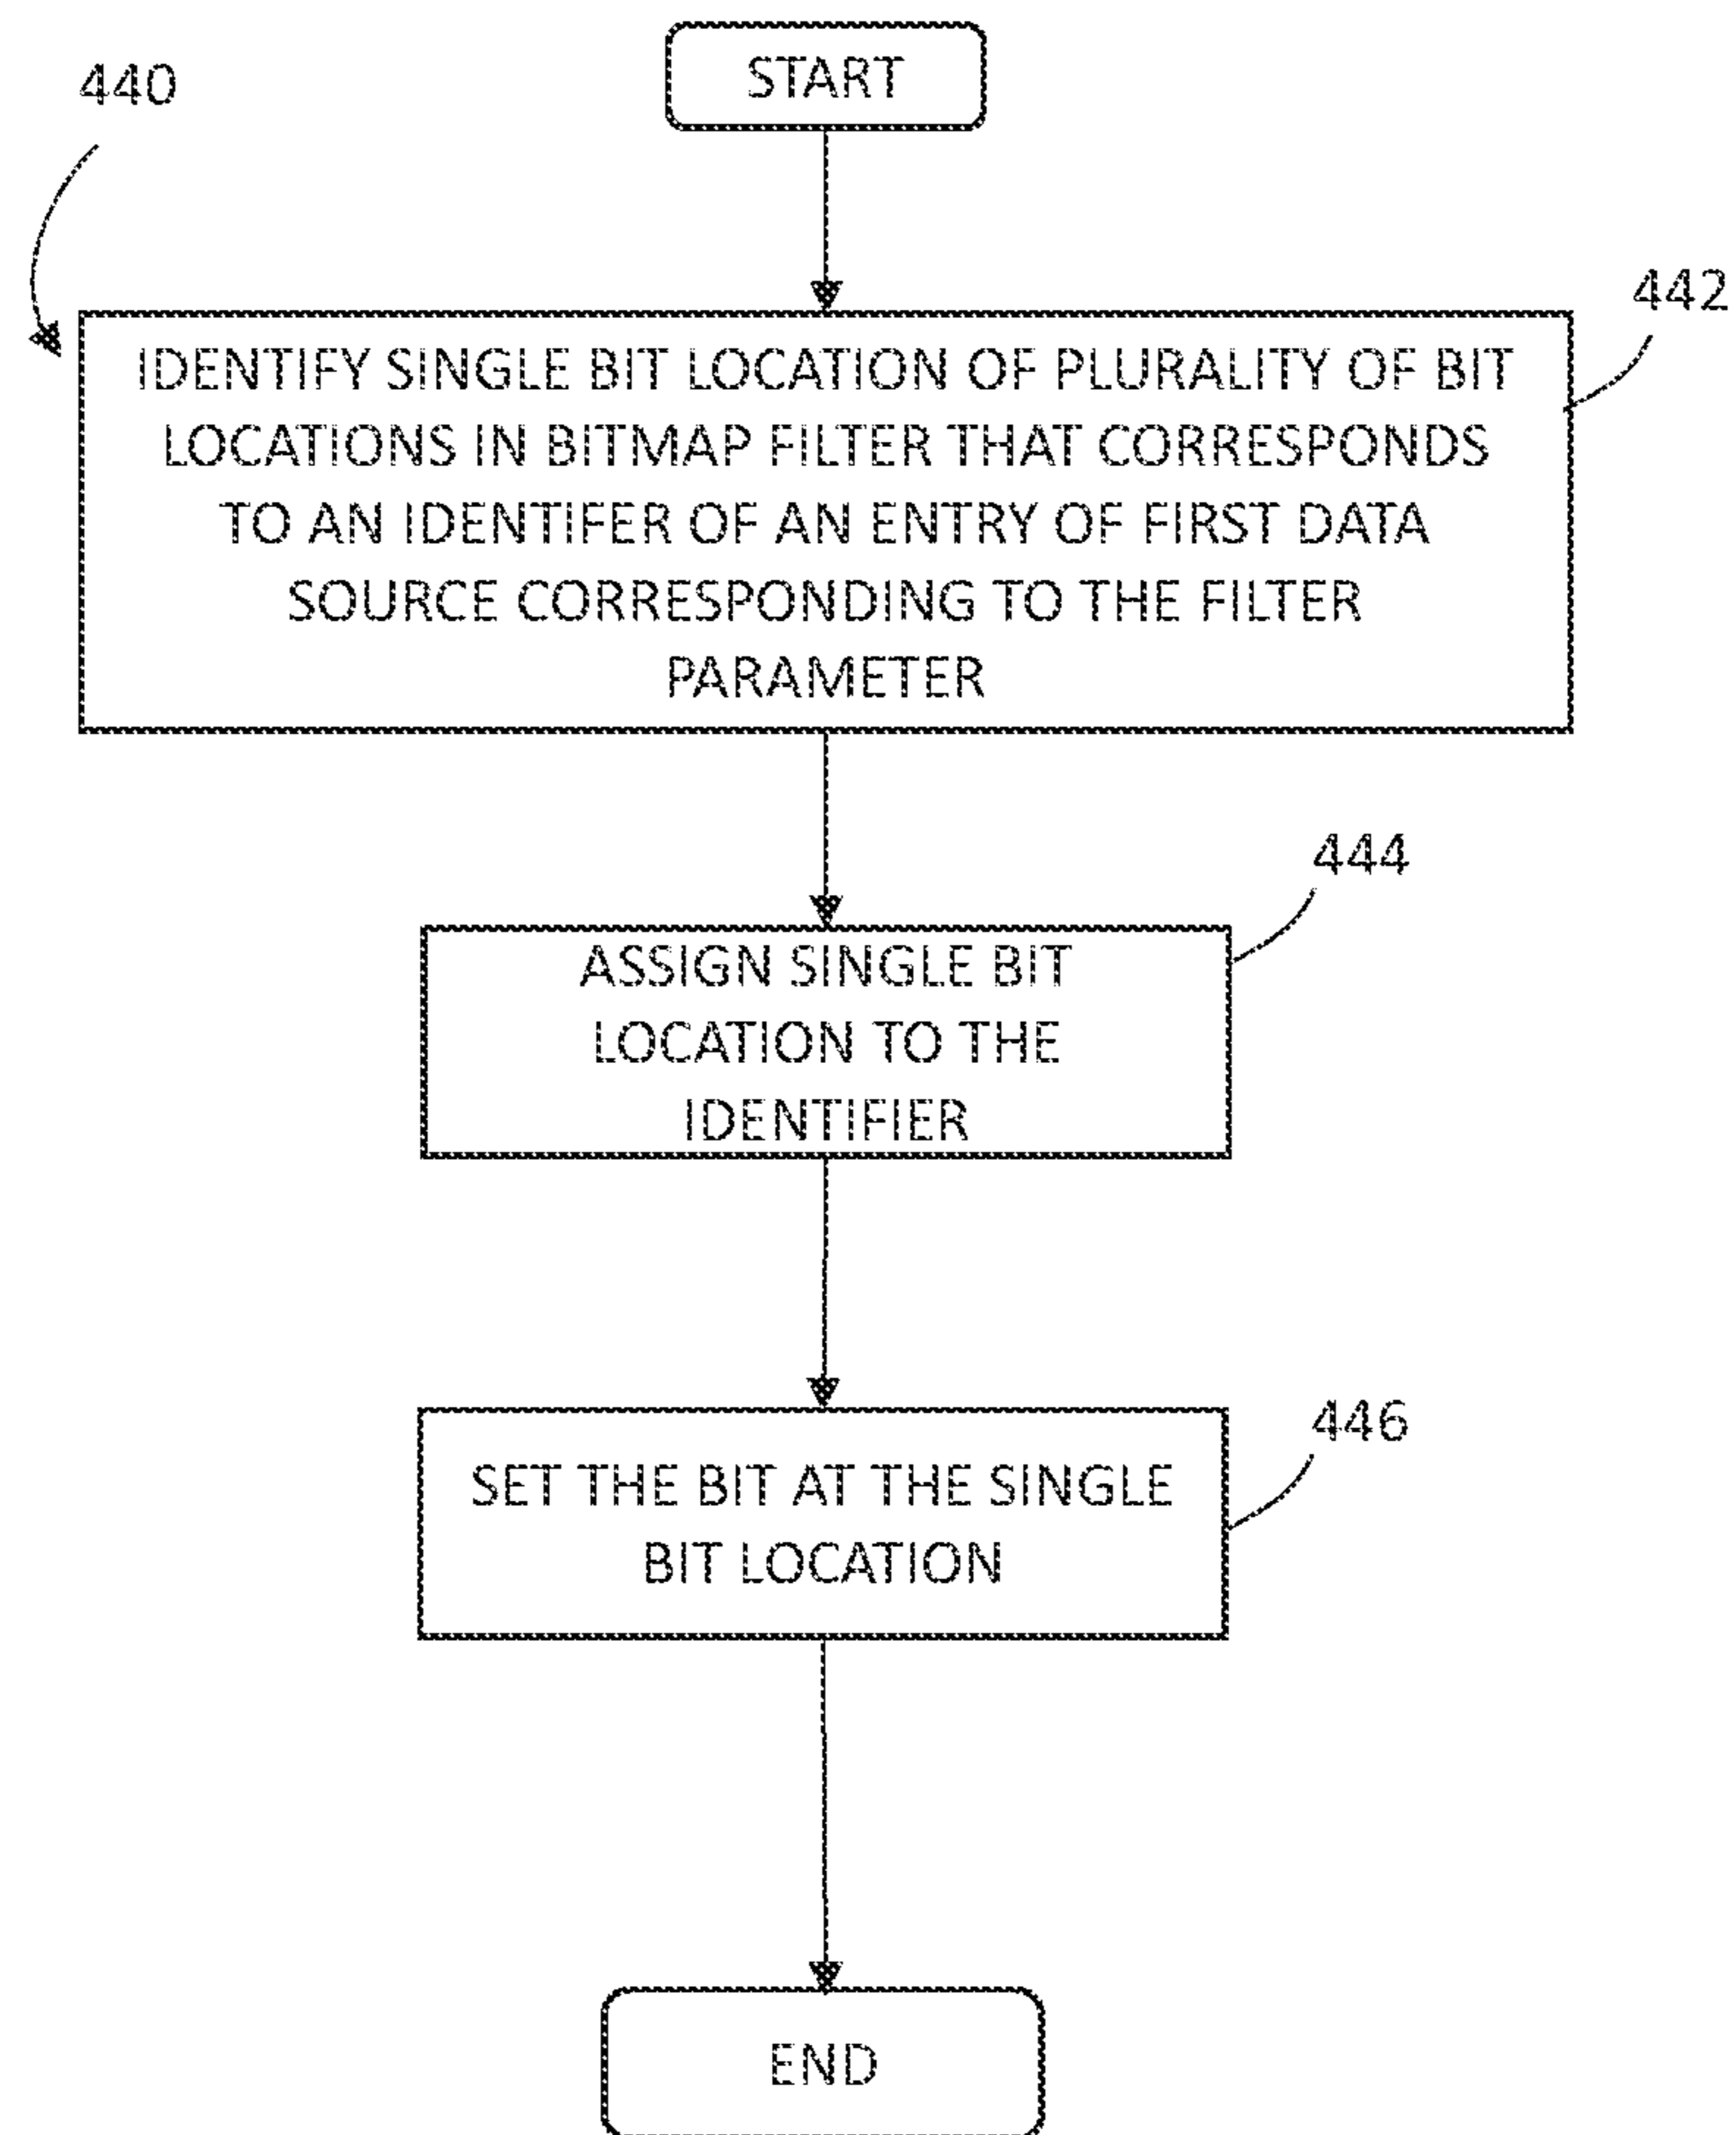 START
440
442
IDENTIFY SINGLE BIT LOCATION OF PLURALITY OF BIT
LOCATIONS IN BITMAP FILTER THAT CORRESPONDS
TO AN IDENTIFER OF AN ENTRY OF FIRST DATA
SOURCE CORRESPONDING TO THE FILTER
PARAMETER
444
ASSIGN SINGLE BIT
LOCATION TO THE
IDENTIFIER
446
SET THE BIT AT THE SINGLE
BIT LOCATION
END